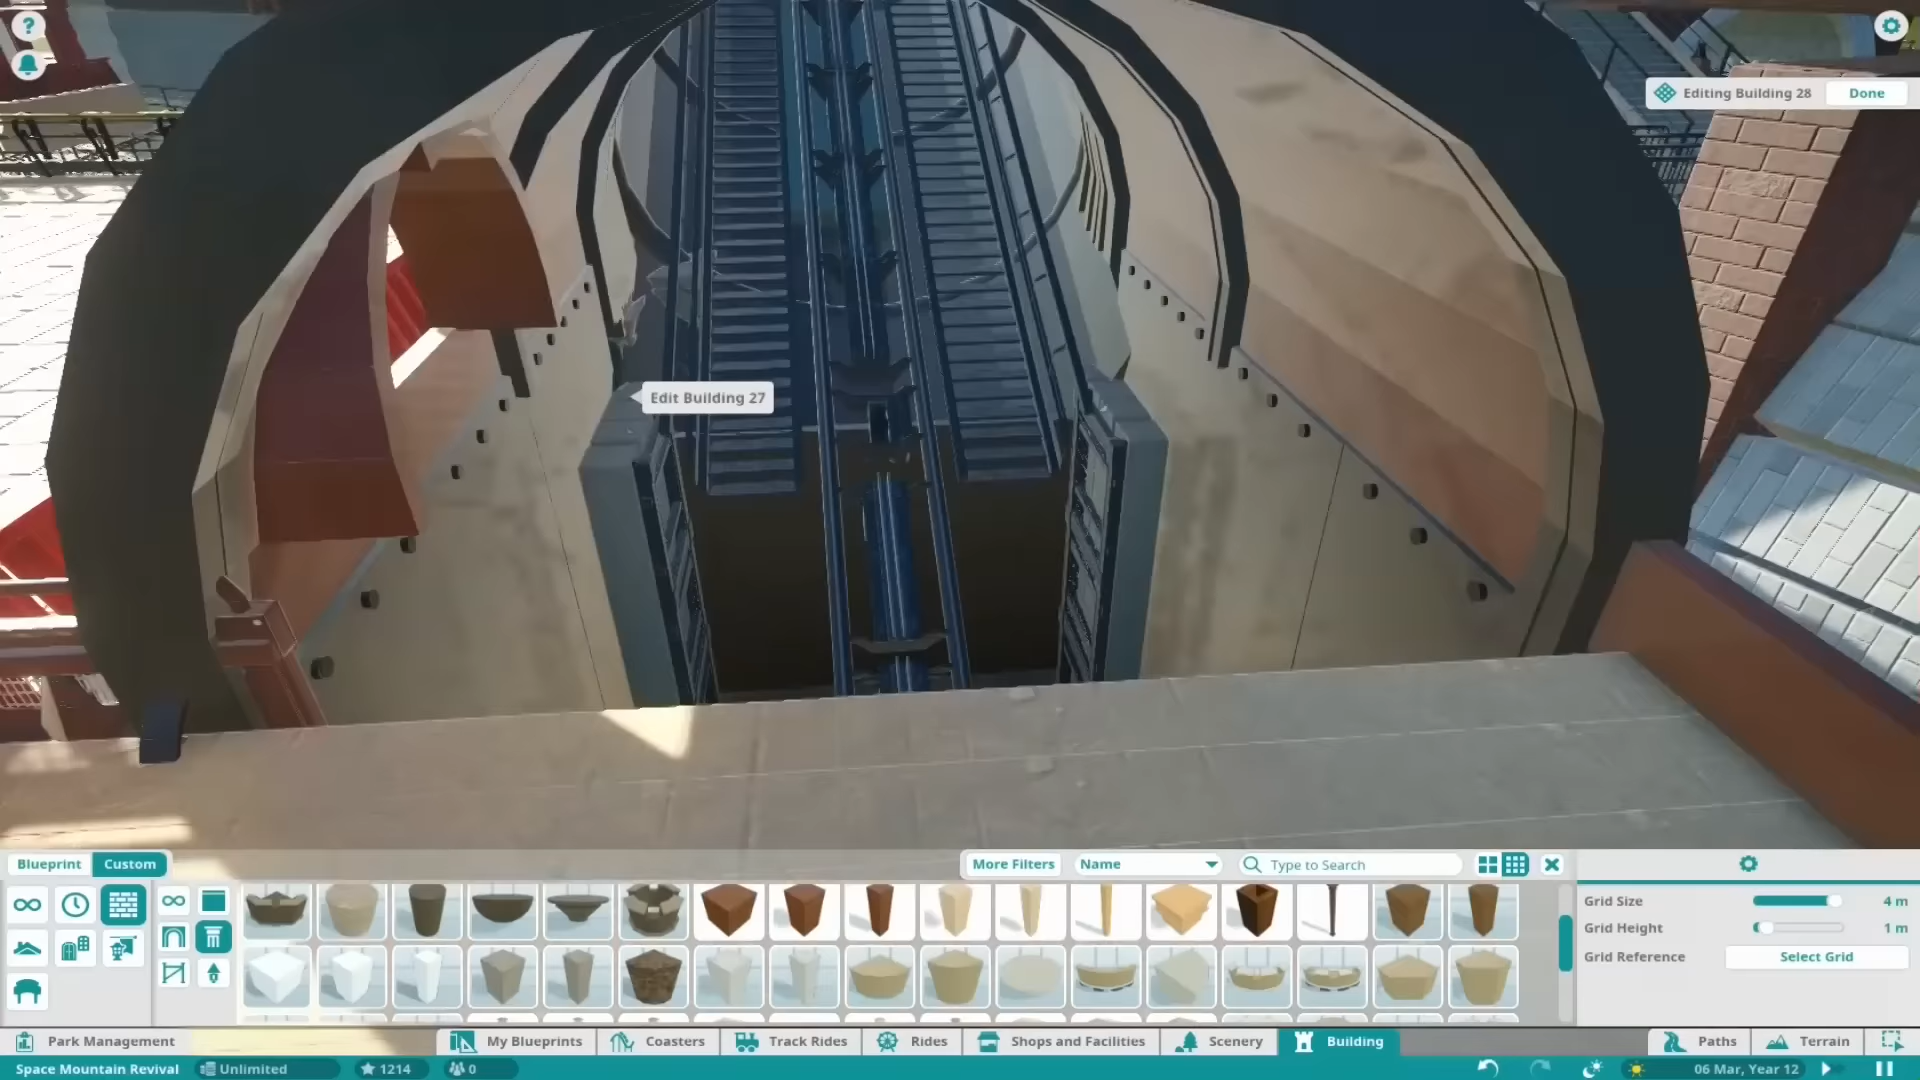 ?
Editing Building 28
Done
Edit Building 27
Blueprint
Custom
More Filters
Name
Type to Search
Grid Size
4 m
Grid Height
1 m
Grid Reference
Select Grid
Park Management
My Blueprints
Coasters
Track Rides
Rides
Shops and Facilities
Scenery
Building
Paths
Terrain
Space Mountain Revival
Unlimited
1214
0
06 Mar, Year 12